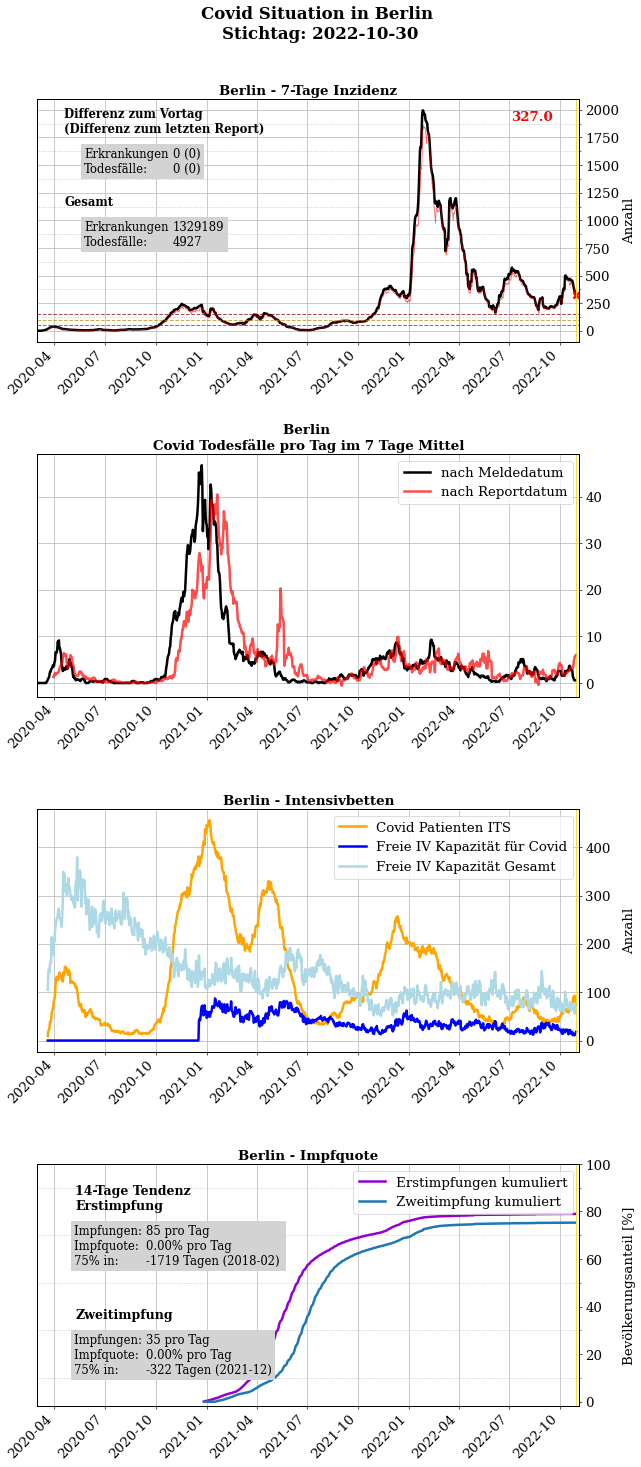 Covid Situation in Berlin
Stichtag: 2022-10-30
Berlin - 7-Tage Inzidenz
Differenz zum Vortag
(Differenz zum letzten Report)
Erkrankungen 0 (0)
Todesfälle: 0 (0)
Gesamt
Erkrankungen 1329189
Todesfälle: 4927
327.0
2000
1750
1500
1250
1000
750
500
250
0
Anzahl
2020-04
2020-07
2020-10
2021-01
2021-04
2021-07
2021-10
2022-01
2022-04
2022-07
2022-10
Berlin
Covid Todesfälle pro Tag im 7 Tage Mittel
nach Meldedatum
nach Reportdatum
40
30
20
10
0
2020-04
2020-07
2020-10
2021-01
2021-04
2021-07
2021-10
2022-01
2022-04
2022-07
2022-10
Berlin - Intensivbetten
Covid Patienten ITS
Freie IV Kapazität für Covid
Freie IV Kapazität Gesamt
400
300
200
100
0
Anzahl
2020-04
2020-07
2020-10
2021-01
2021-04
2021-07
2021-10
2022-01
2022-04
2022-07
2022-10
Berlin - Impfquote
14-Tage Tendenz
Erstimpfung
Impfungen: 85 pro Tag
Impfquote: 0.00% pro Tag
75% in: -1719 Tagen (2018-02)
Zweitimpfung
Impfungen: 35 pro Tag
Impfquote: 0.00% pro Tag
75% in: -322 Tagen (2021-12)
Erstimpfungen kumuliert
Zweitimpfung kumuliert
100
80
60
40
20
0
Bevölkerungsanteil [%]
2020-04
2020-07
2020-10
2021-01
2021-04
2021-07
2021-10
2022-01
2022-04
2022-07
2022-10